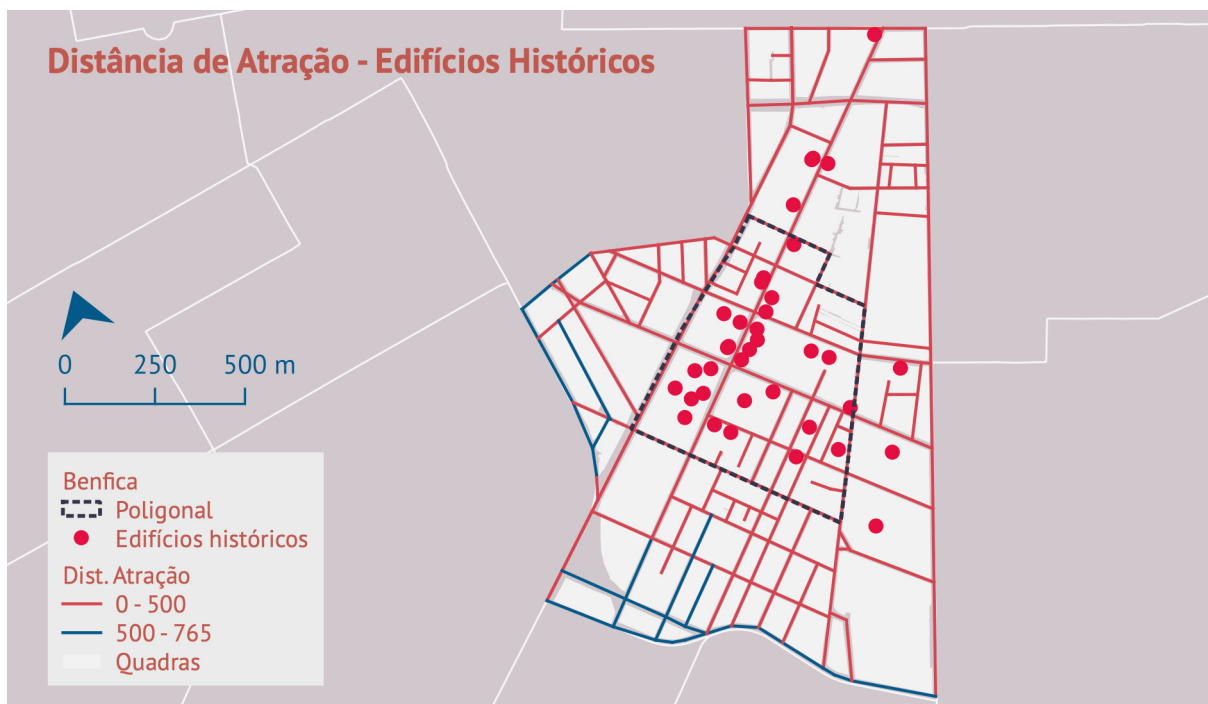 Distância de Atração - Edifícios Históricos
0 250 500 m
Benfica
Poligonal
Edifícios históricos
Dist. Atração
0 - 500
500 - 765
Quadras